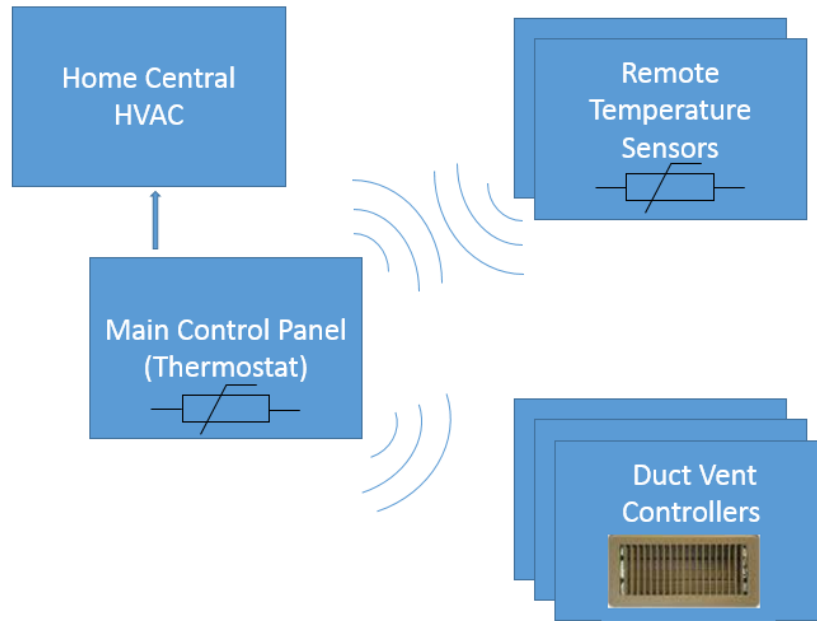 Home Central
HVAC
Remote
Temperature
Sensors
Main Control Panel
(Thermostat)
Duct Vent
Controllers